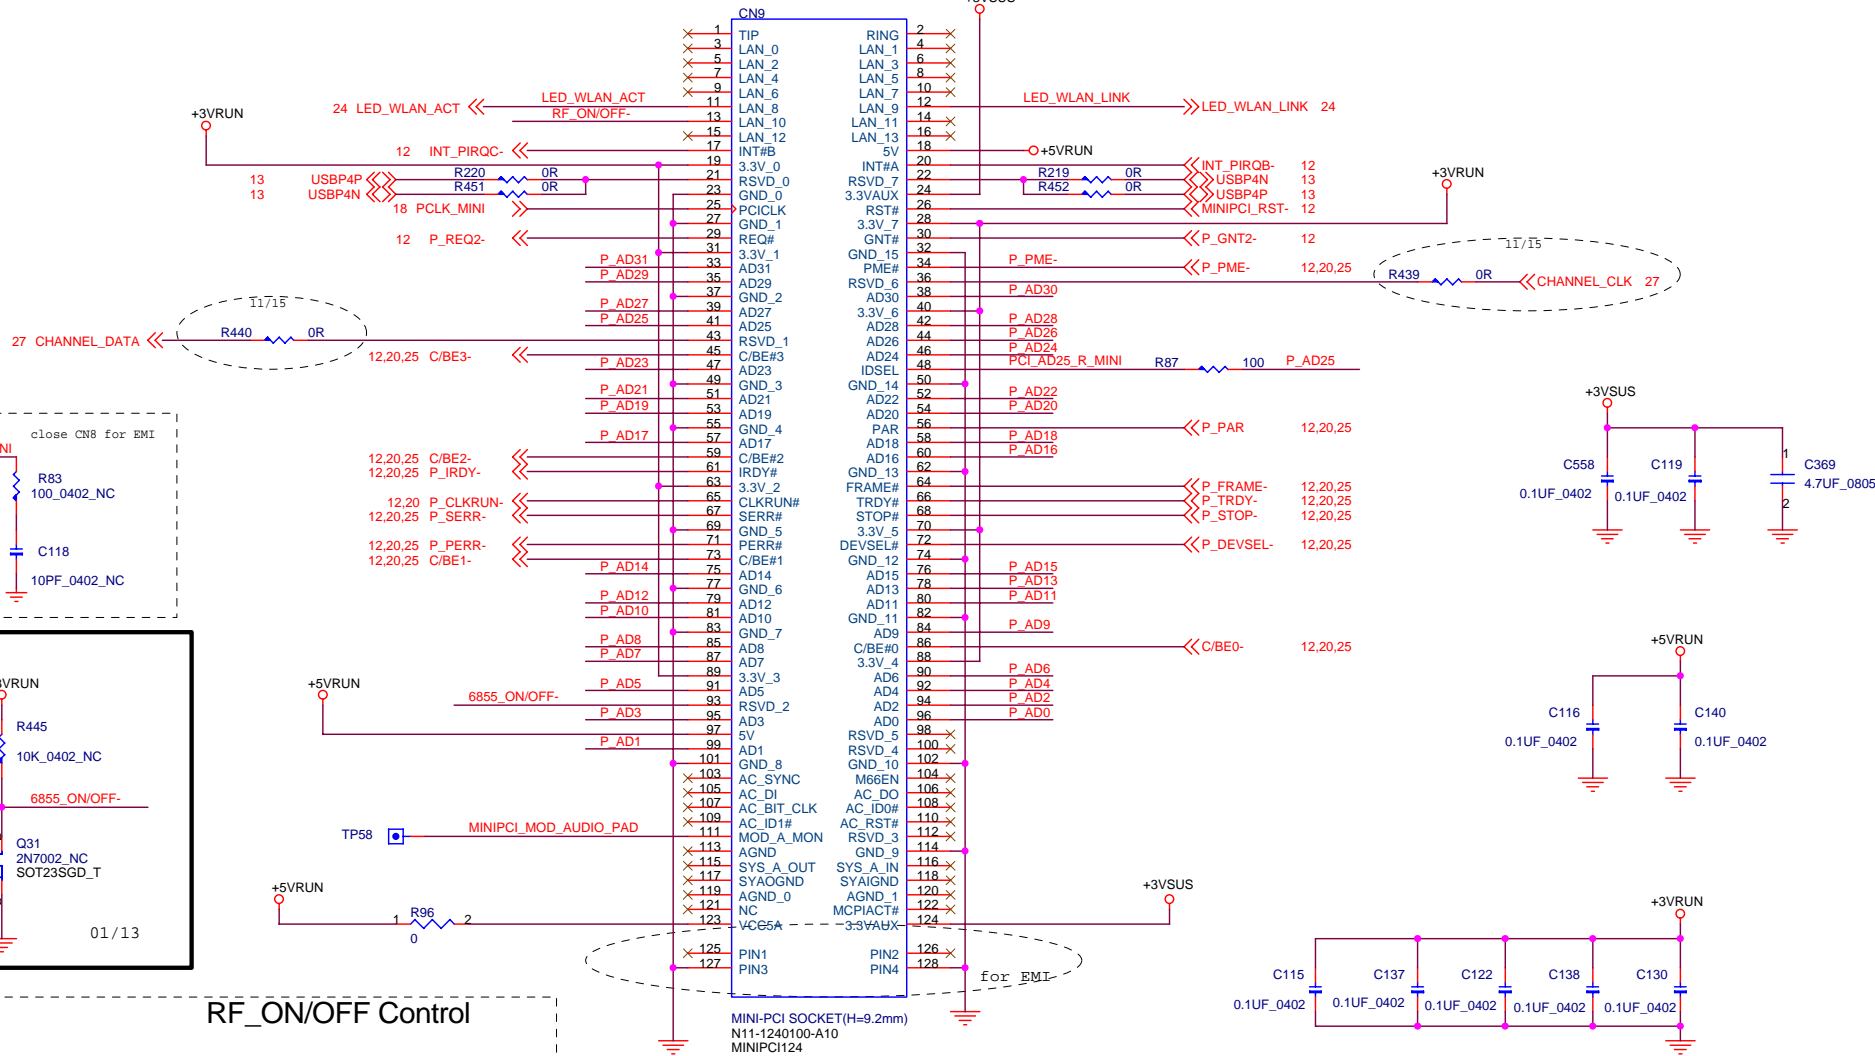 CN9
1 TIP RING 2
3 LAN_0 LAN_1 4
5 LAN_2 LAN_3 6
7 LAN_4 LAN_5 8
9 LAN_6 LAN_7 10
24 LED_WLAN_ACT LED_WLAN_ACT 11 LAN_8 LAN_9 12 LED_WLAN_LINK LED_WLAN_LINK 24
RF_ON/OFF- 13 LAN_10 LAN_11 14
+3VRUN
15 LAN_12 LAN_13 16
12 INT_PIRQC- 17 INT#B 5V 18 +5VRUN
19 3.3V_0 INT#A 20 INT_PIRQB- 12
13 USBP4P R220 0R 21 RSVD_0 RSVD_7 22 R219 0R USBP4N 13
+3VRUN
13 USBP4N R451 0R 23 GND_0 3.3VAUX 24 R452 0R USBP4P 13
18 PCLK_MINI 25 PCICLK RST# 26 MINIPCI_RST- 12
27 GND_1 3.3V_7 28
12 P_REQ2- 29 REQ# GNT# 30 P_GNT2- 12
31 3.3V_1 GND_15 32
11/15
P_AD31 33 AD31 PME# 34 P_PME- P_PME- 12,20,25
P_AD29 35 AD29 RSVD_6 36 R439 0R CHANNEL_CLK 27
37 GND_2 AD30 38 P_AD30
11/15
P_AD27 39 AD27 3.3V_6 40
P_AD25 41 AD25 AD28 42 P_AD28
27 CHANNEL_DATA R440 0R 43 RSVD_1 AD26 44 P_AD26
12,20,25 C/BE3- 45 C/BE#3 AD24 46 P_AD24
P_AD23 47 AD23 IDSEL 48 PCI_AD25_R_MINI R87 100 P_AD25
49 GND_3 GND_14 50
P_AD21 51 AD21 AD22 52 P_AD22
P_AD19 53 AD19 AD20 54 P_AD20
55 GND_4 PAR 56 P_PAR 12,20,25
P_AD17 57 AD17 AD18 58 P_AD18
12,20,25 C/BE2- 59 C/BE#2 AD16 60 P_AD16
12,20,25 P_IRDY- 61 IRDY# GND_13 62
63 3.3V_2 FRAME# 64 P_FRAME- 12,20,25
12,20 P_CLKRUN- 65 CLKRUN# TRDY# 66 P_TRDY- 12,20,25
12,20,25 P_SERR- 67 SERR# STOP# 68 P_STOP- 12,20,25
69 GND_5 3.3V_5 70
12,20,25 P_PERR- 71 PERR# DEVSEL# 72 P_DEVSEL- 12,20,25
12,20,25 C/BE1- 73 C/BE#1 GND_12 74
P_AD14 75 AD14 AD15 76 P_AD15
77 GND_6 AD13 78 P_AD13
P_AD12 79 AD12 AD11 80 P_AD11
P_AD10 81 AD10 GND_11 82
83 GND_7 AD9 84 P_AD9
P_AD8 85 AD8 C/BE#0 86 C/BE0- 12,20,25
P_AD7 87 AD7 3.3V_4 88
89 3.3V_3 AD6 90 P_AD6
P_AD5 91 AD5 AD4 92 P_AD4
+5VRUN
6855_ON/OFF- 93 RSVD_2 AD2 94 P_AD2
P_AD3 95 AD3 AD0 96 P_AD0
97 5V RSVD_5 98
P_AD1 99 AD1 RSVD_4 100
101 GND_8 GND_10 102
103 AC_SYNC M66EN 104
105 AC_DI AC_DO 106
107 AC_BIT_CLK AC_ID0# 108
109 AC_ID1# AC_RST# 110
TP58 MINIPCI_MOD_AUDIO_PAD 111 MOD_A_MON RSVD_3 112
113 AGND GND_9 114
115 SYS_A_OUT SYS_A_IN 116
117 SYAOGND SYAIGND 118
119 AGND_0 AGND_1 120
121 NC MCPIACT# 122
+5VRUN
1 R96 2
0
123 VCC5A 3.3VAUX 124
+3VSUS
125 PIN1 PIN2 126
127 PIN3 PIN4 128
for EMI
MINI-PCI SOCKET(H=9.2mm)
N11-1240100-A10
MINIPCI124
close CN8 for EMI
NI
R83
100_0402_NC
C118
10PF_0402_NC
R445
10K_0402_NC
6855_ON/OFF-
Q31
2N7002_NC
SOT23SGD_T
01/13
RF_ON/OFF Control
+3VSUS
C558
0.1UF_0402
C119
0.1UF_0402
1
C369
4.7UF_0805
2
+5VRUN
C116
0.1UF_0402
C140
0.1UF_0402
+3VRUN
C115 C137 C122 C138 C130
0.1UF_0402 0.1UF_0402 0.1UF_0402 0.1UF_0402 0.1UF_0402